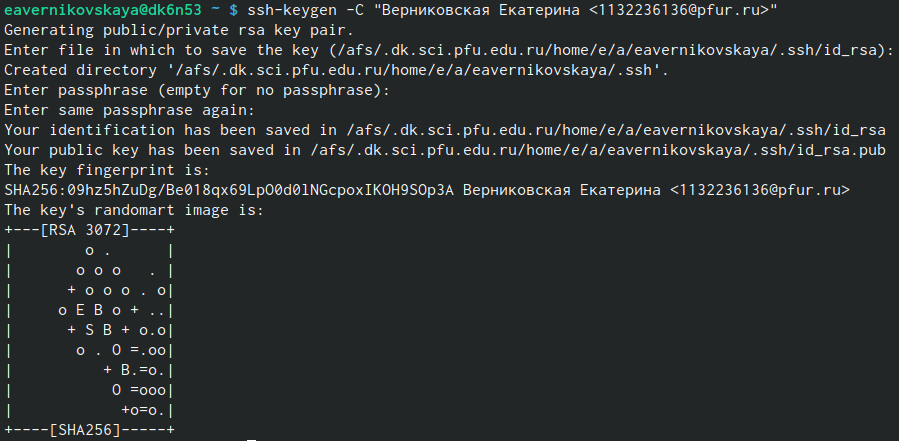 eavernikovskaya@dk6n53 ~ $ ssh-keygen -C "Верниковская Екатерина <1132236136@pfur.ru>"
Generating public/private rsa key pair.
Enter file in which to save the key (/afs/.dk.sci.pfu.edu.ru/home/e/a/eavernikovskaya/.ssh/id_rsa):
Created directory '/afs/.dk.sci.pfu.edu.ru/home/e/a/eavernikovskaya/.ssh'.
Enter passphrase (empty for no passphrase):
Enter same passphrase again:
Your identification has been saved in /afs/.dk.sci.pfu.edu.ru/home/e/a/eavernikovskaya/.ssh/id_rsa
Your public key has been saved in /afs/.dk.sci.pfu.edu.ru/home/e/a/eavernikovskaya/.ssh/id_rsa.pub
The key fingerprint is:
SHA256:09hz5hZuDg/Be018qx69LpO0d0lNGcpoxIKOH9SOp3A Верниковская Екатерина <1132236136@pfur.ru>
The key's randomart image is:
+---[RSA 3072]----+
|        o .      |
|       o o o   . |
|      + o o o . o|
|     o E B o + ..|
|      + S B + o.o|
|       o . O =.oo|
|          + B.=o.|
|           O =ooo|
|            +o=o.|
+----[SHA256]-----+